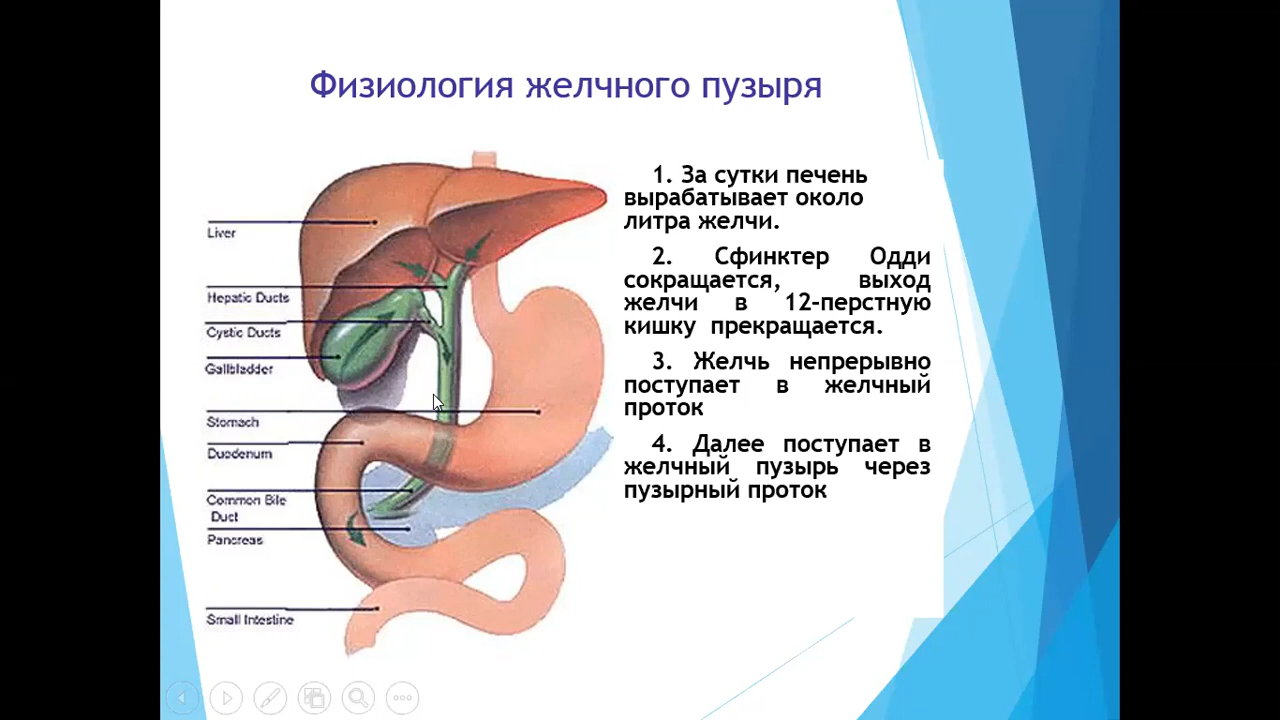 Физиология желчного пузыря
1. За сутки печень
вырабатывает около
литра желчи.
2. Сфинктер Одди
сокращается, выход
желчи в 12-перстную
кишку прекращается.
3. Желчь непрерывно
поступает в желчный
проток
4. Далее поступает в
желчный пузырь через
пузырный проток
Liver
Hepatic Ducts
Cystic Ducts
Gallbladder
Stomach
Duodenum
Common Bile
Duct
Pancreas
Small Intestine